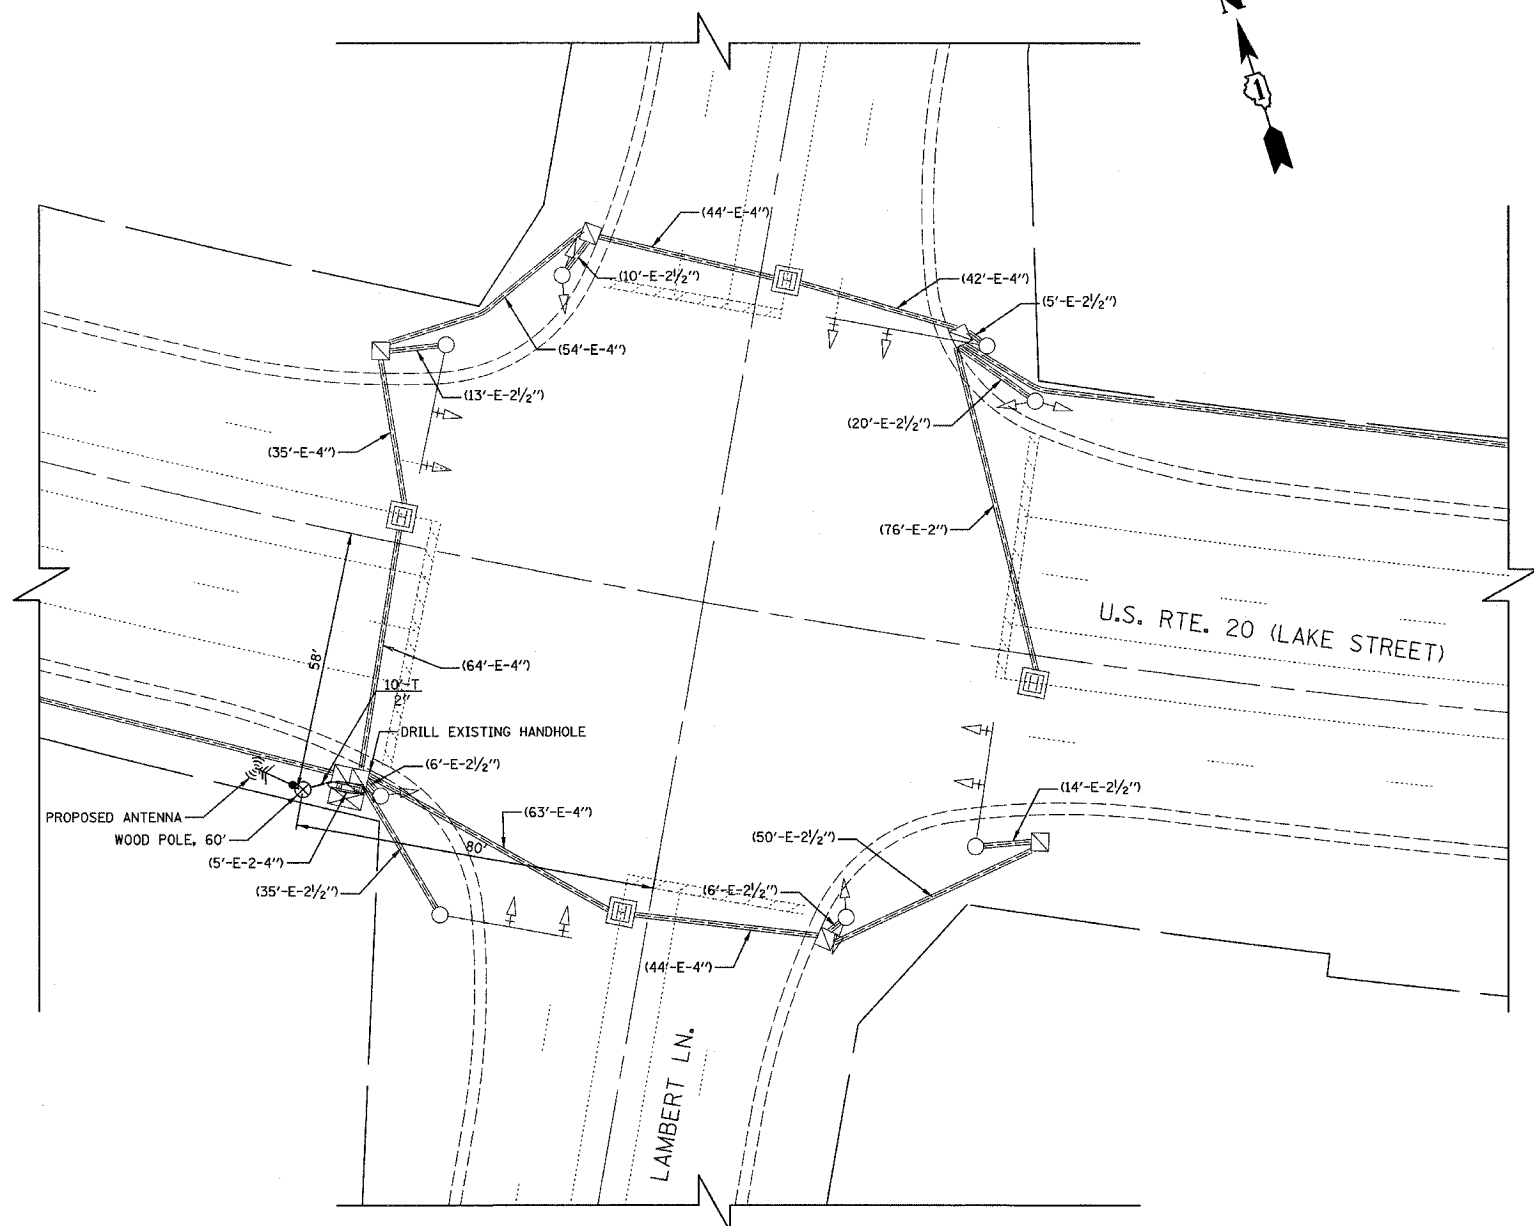 N
1
(44'-E-4")
(10'-E-2½")
(42'-E-4")
(5'-E-2½")
(54'-E-4")
(13'-E-2½")
(20'-E-2½")
(35'-E-4")
H
H
(76'-E-2")
U.S. RTE. 20 (LAKE STREET)
58'
(64'-E-4")
10'-T
2"
H
DRILL EXISTING HANDHOLE
(6'-E-2½")
PROPOSED ANTENNA
WOOD POLE, 60'
(63'-E-4")
(14'-E-2½")
(5'-E-2-4")
80'
(50'-E-2½")
(35'-E-2½")
(6'-E-2½")
H
(44'-E-4")
LAMBERT LN.